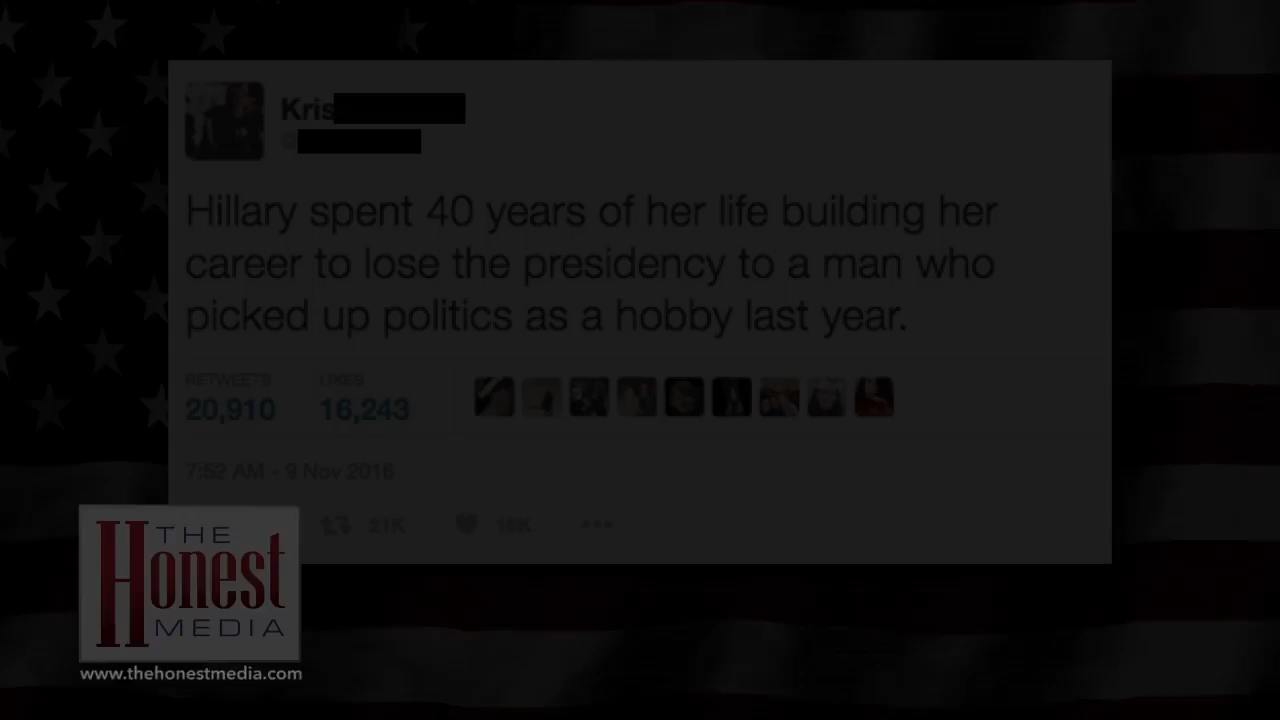 Kris
@
Hillary spent 40 years of her life building her
career to lose the presidency to a man who
picked up politics as a hobby last year.
RETWEETS LIKES
20,910 16,243
7:52 AM - 9 Nov 2016
21K 16K •••
THE
Honest
MEDIA
www.thehonestmedia.com